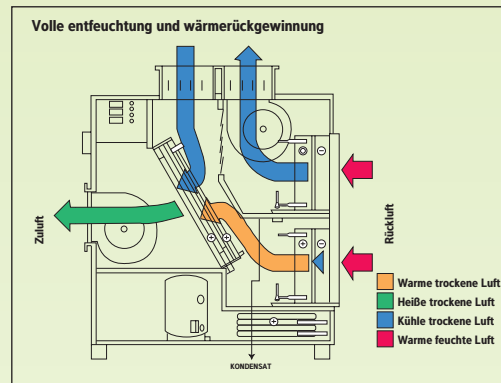 Volle entfeuchtung und wärmerückgewinnung
Zuluft
Rückluft
Warme trockene Luft
Heiße trockene Luft
Kühle trockene Luft
Warme feuchte Luft
KONDENSAT